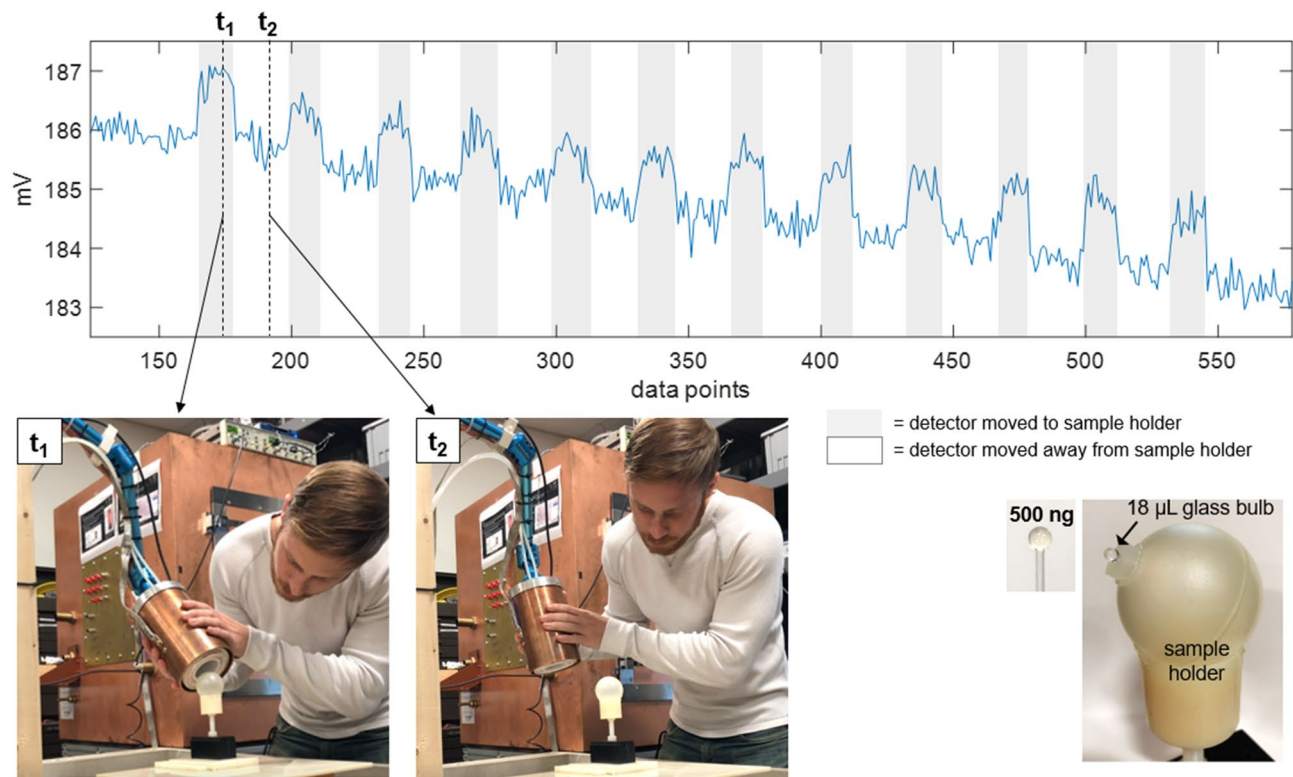 t1 t2
187
186
185
184
183
mV
150 200 250 300 350 400 450 500 550
data points
t1
t2
= detector moved to sample holder
= detector moved away from sample holder
500 ng
18 µL glass bulb
sample
holder